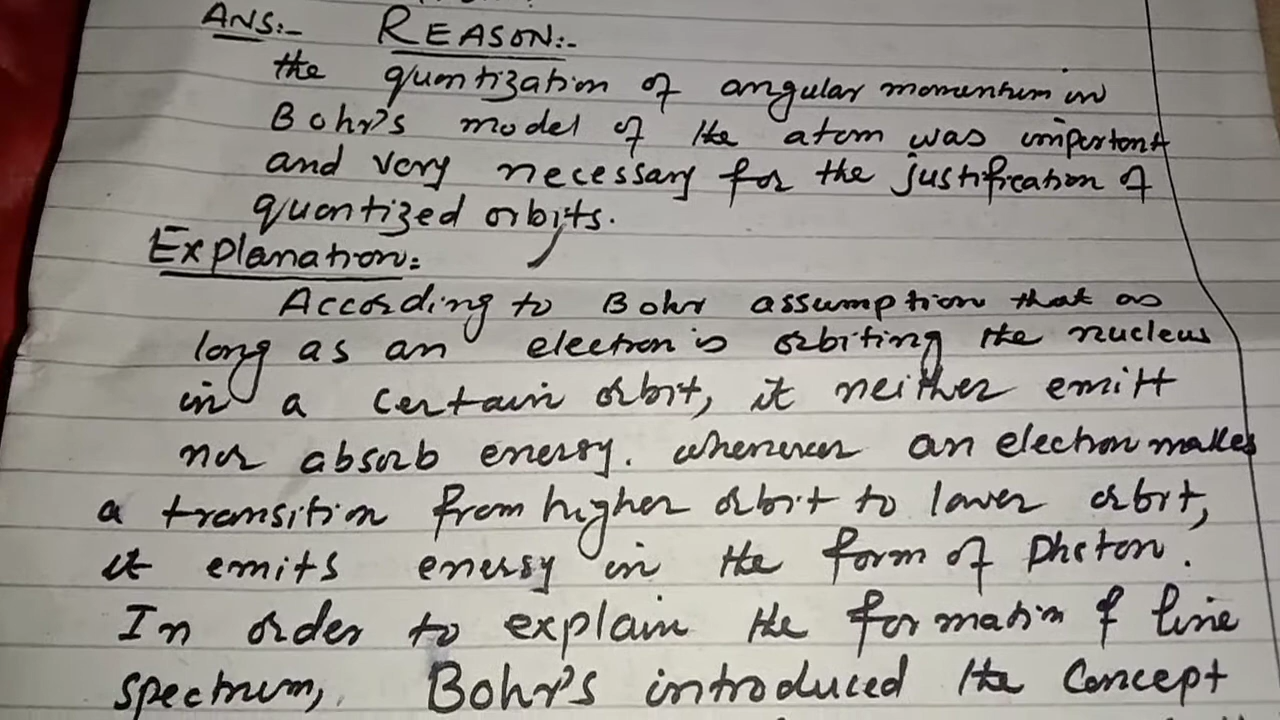 ANS:- REASON:-
the quantization of angular momentum in
Bohr's model of the atom was important
and very necessary for the justification of
quantized orbits.
Explanation:
According to Bohr assumption that as
long as an electron is orbiting the nucleus
in a certain orbit, it neither emitt
nor absorb energy. whenever an electron makes
a transition from higher orbit to lower orbit,
it emits energy in the form of photon.
In order to explain the formation of line
spectrum, Bohr's introduced the concept